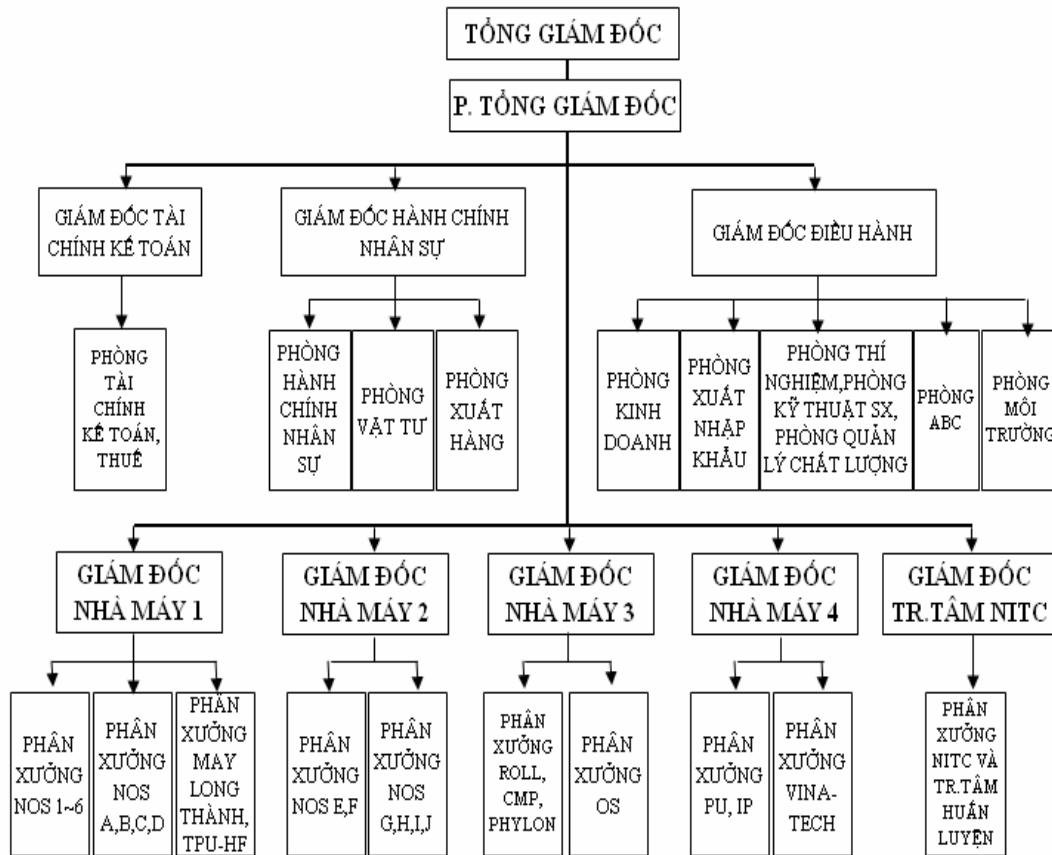 TỔNG GIÁM ĐỐC
P. TỔNG GIÁM ĐỐC
GIÁM ĐỐC TÀI
CHÍNH KẾ TOÁN
GIÁM ĐỐC HÀNH CHÍNH
NHÂN SỰ
GIÁM ĐỐC ĐIỀU HÀNH
PHÒNG
TÀI
CHÍNH
KẾ TOÁN,
THUẾ
PHÒNG
HÀNH
CHÍNH
NHÂN
SỰ
PHÒNG
VẬT TƯ
PHÒNG
XUẤT
HÀNG
PHÒNG
KINH
DOANH
PHÒNG
XUẤT
NHẬP
KHẨU
PHÒNG THÍ
NGHIỆM,PHÒNG
KỸ THUẬT SX,
PHÒNG QUẢN
LÝ CHẤT LƯỢNG
PHÒNG
ABC
PHÒNG
MÔI
TRƯỜNG
GIÁM ĐỐC
NHÀ MÁY 1
GIÁM ĐỐC
NHÀ MÁY 2
GIÁM ĐỐC
NHÀ MÁY 3
GIÁM ĐỐC
NHÀ MÁY 4
GIÁM ĐỐC
TR.TÂM NITC
PHÂN
XƯỞNG
NOS 1~6
PHÂN
XƯỞNG
NOS
A,B,C,D
PHÂN
XƯỞNG
MAY
LONG
THÀNH,
TPU-HF
PHÂN
XƯỞNG
NOS E,F
PHÂN
XƯỞNG
NOS
G,H,I,J
PHÂN
XƯỞNG
ROLL,
CMP,
PHYLON
PHÂN
XƯỞNG
OS
PHÂN
XƯỞNG
PU, IP
PHÂN
XƯỞNG
VINA-
TECH
PHÂN
XƯỞNG
NITC VÀ
TR.TÂM
HUẤN
LUYỆN